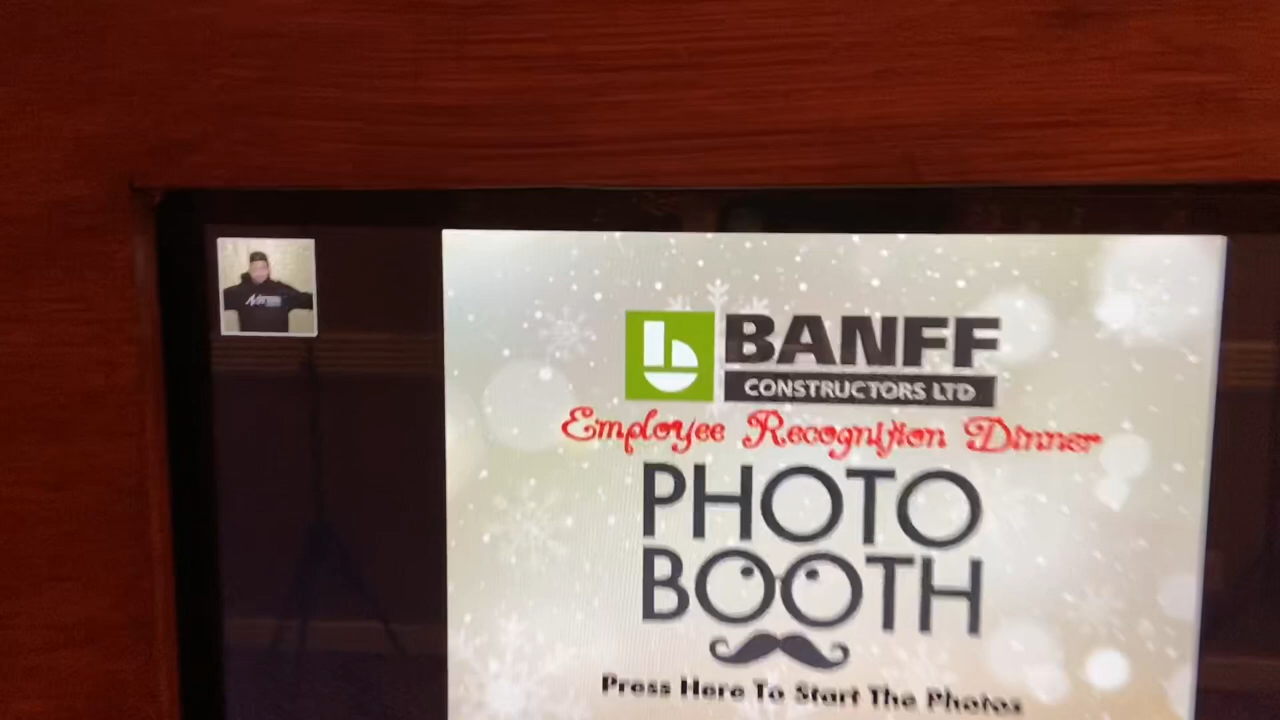 BANFF
CONSTRUCTORS LTD
Employee Recognition Dinner
PHOTO
BOOTH
Press Here To Start The Photos